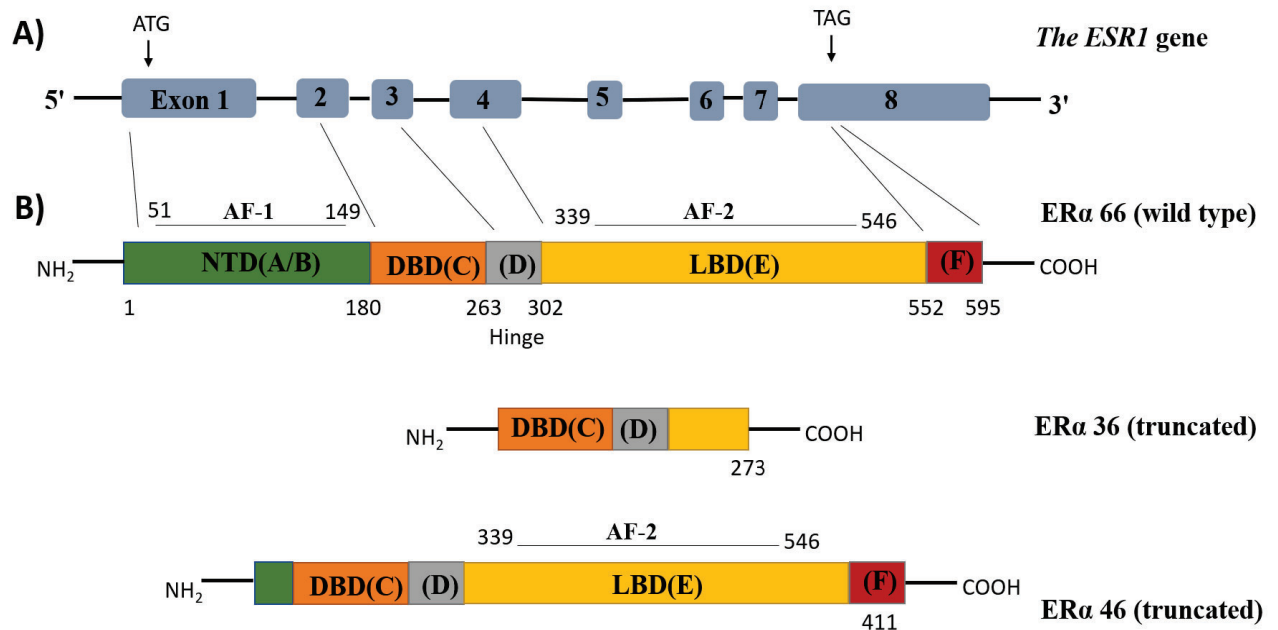 A)
ATG
TAG
The ESR1 gene
5' Exon 1 2 3 4 5 6 7 8 3'
B)
51 AF-1 149
339 AF-2 546
ERα 66 (wild type)
NH2 NTD(A/B) DBD(C) (D) LBD(E) (F) COOH
1 180 263 302 552 595
Hinge
NH2 DBD(C) (D) COOH
ERα 36 (truncated)
273
339 AF-2 546
NH2 DBD(C) (D) LBD(E) (F) COOH
411
ERα 46 (truncated)